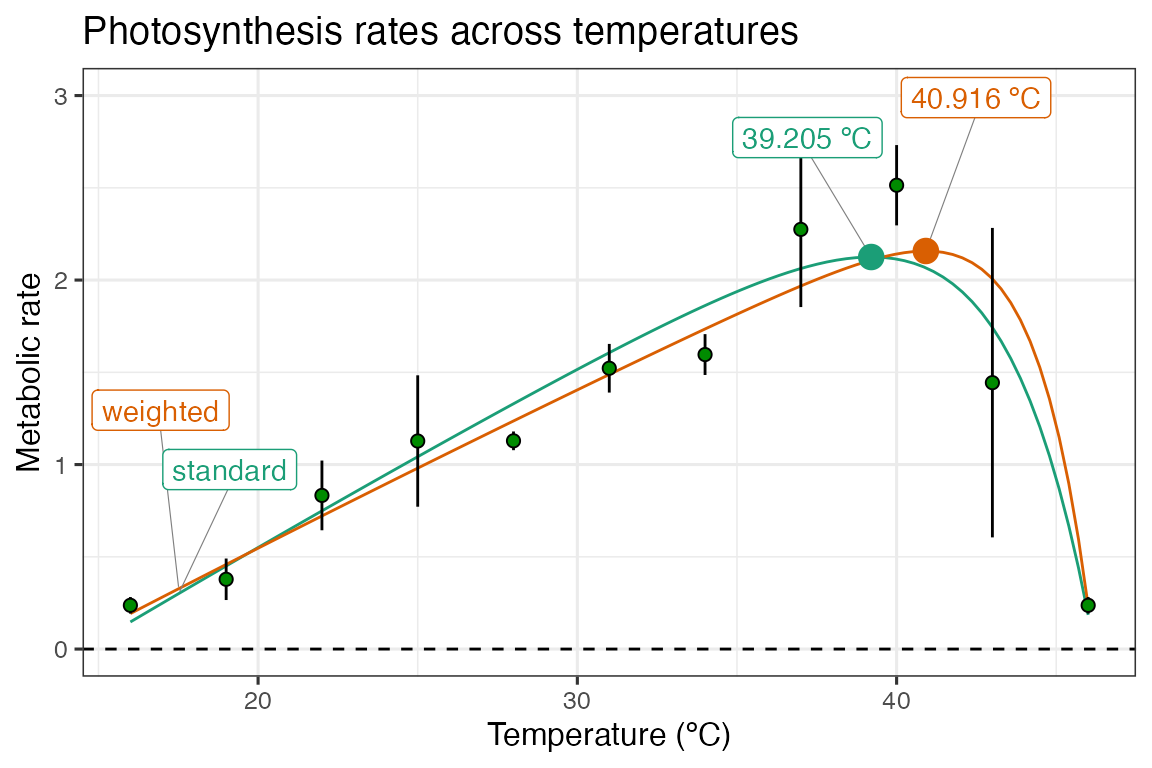 Photosynthesis rates across temperatures
3
40.916 °C
39.205 °C
2
Metabolic rate
weighted
standard
1
0
20
30
40
Temperature (°C)